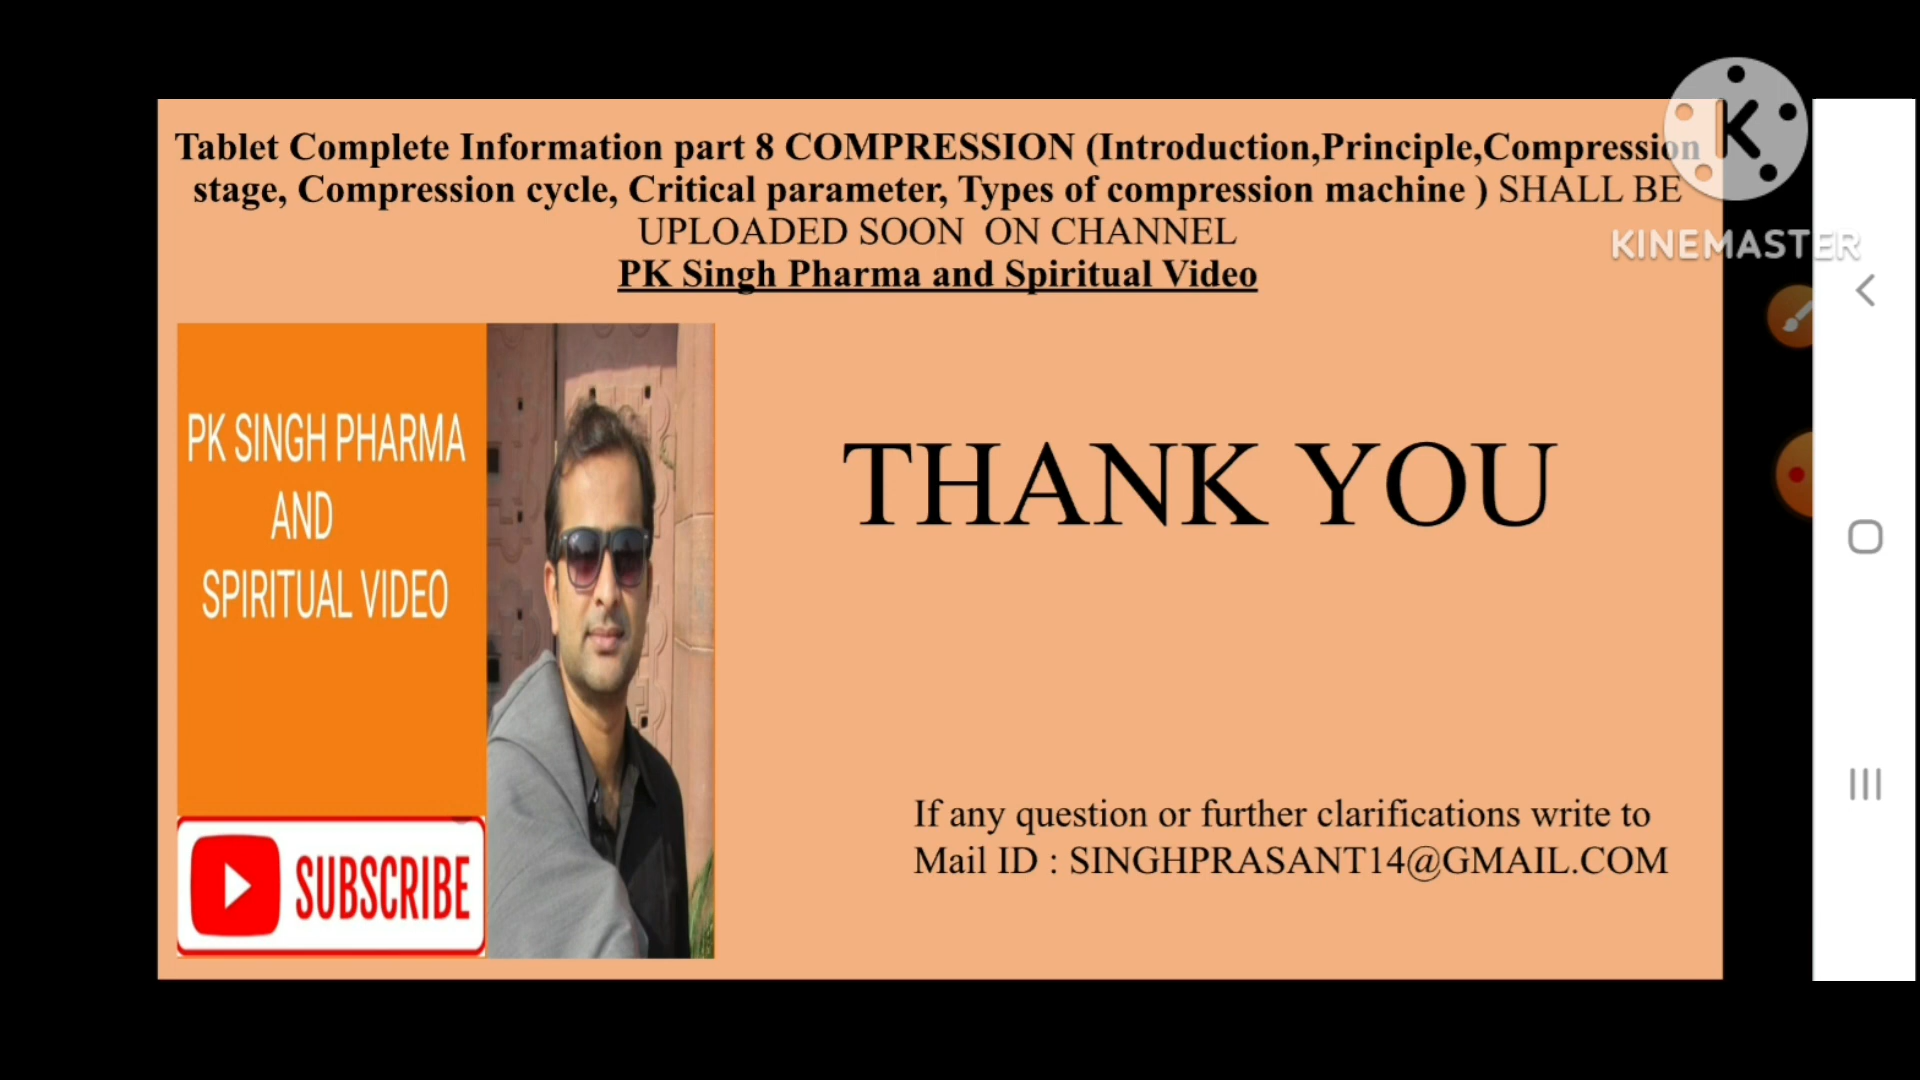 Tablet Complete Information part 8 COMPRESSION (Introduction,Principle,Compression
stage, Compression cycle, Critical parameter, Types of compression machine ) SHALL BE
UPLOADED SOON ON CHANNEL
PK Singh Pharma and Spiritual Video
K
KINEMASTER
PK SINGH PHARMA
AND
SPIRITUAL VIDEO
SUBSCRIBE
THANK YOU
If any question or further clarifications write to
Mail ID : SINGHPRASANT14@GMAIL.COM